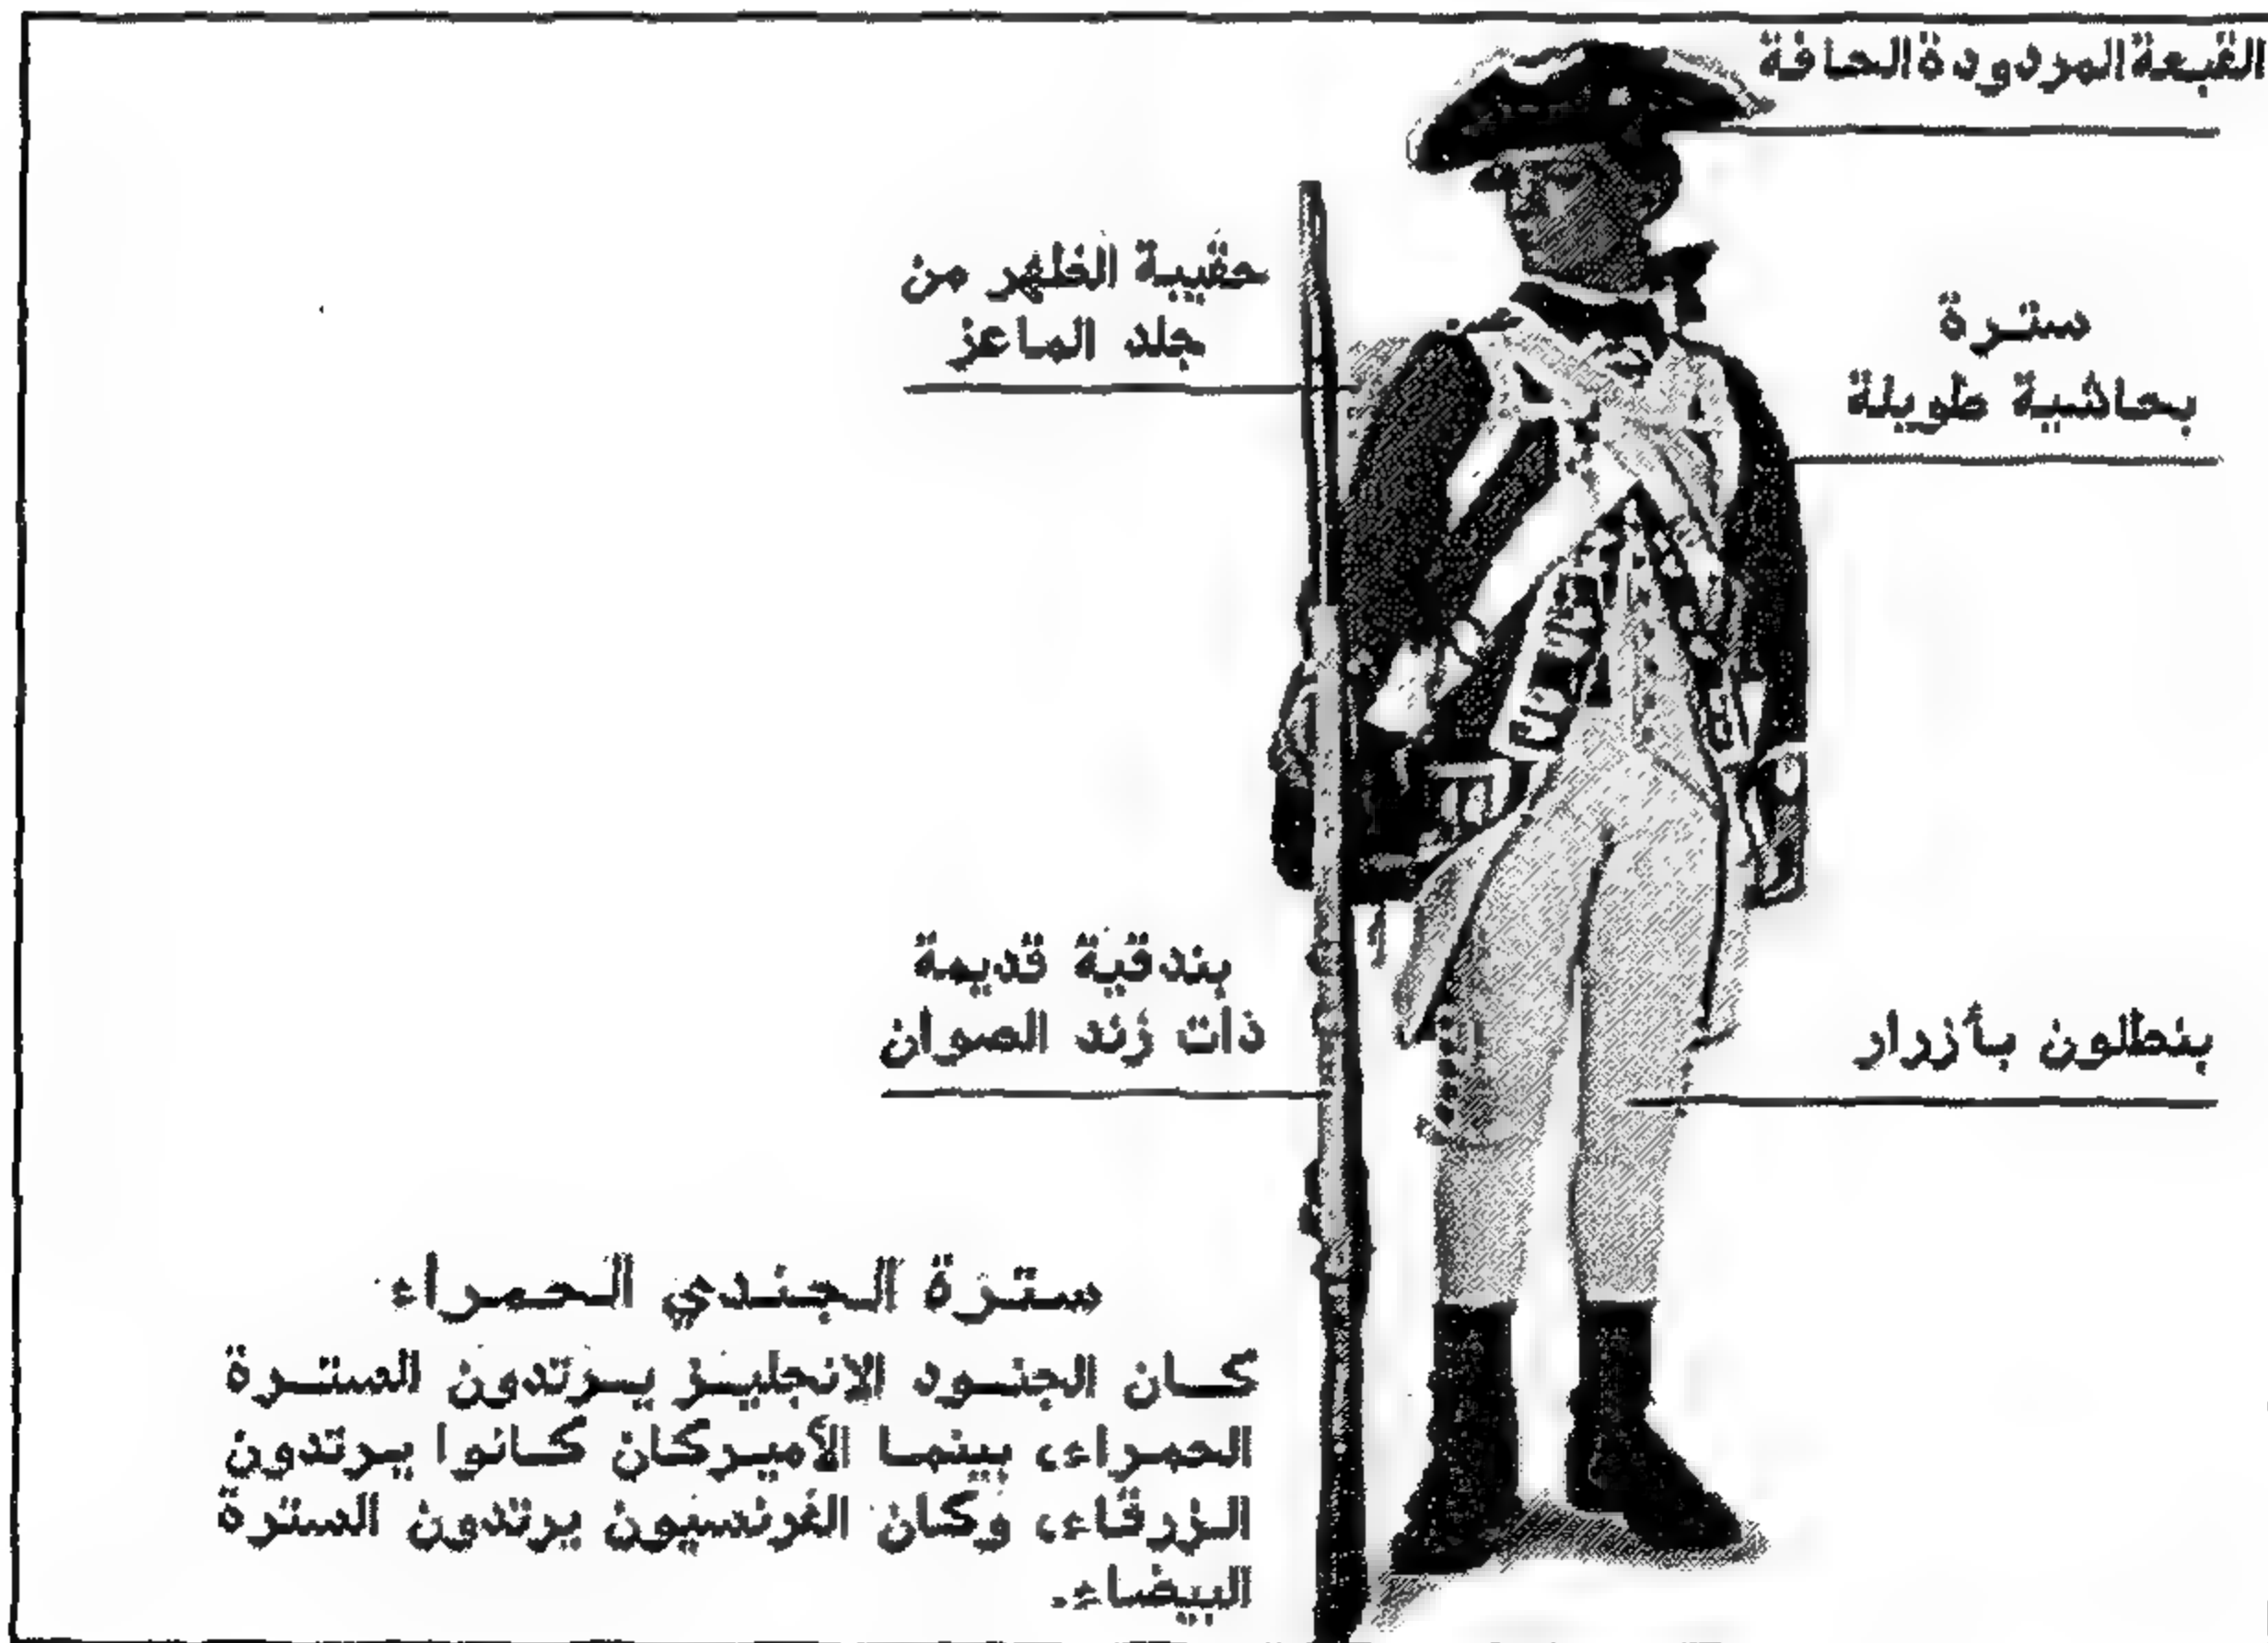 القبعة المردودة الحافة
حقيبة الظهر من
جلد الماعز
سترة
بحاشية طويلة
بندقية قديمة
ذات زند الصوان
بنطلون بأزرار
سترة الجندي الحمراء
كان الجنود الانجليز يرتدون السترة
الحمراء، بينما الأميركان كانوا يرتدون
الزرقاء، وكان الفرنسيون يرتدون السترة
البيضاء.